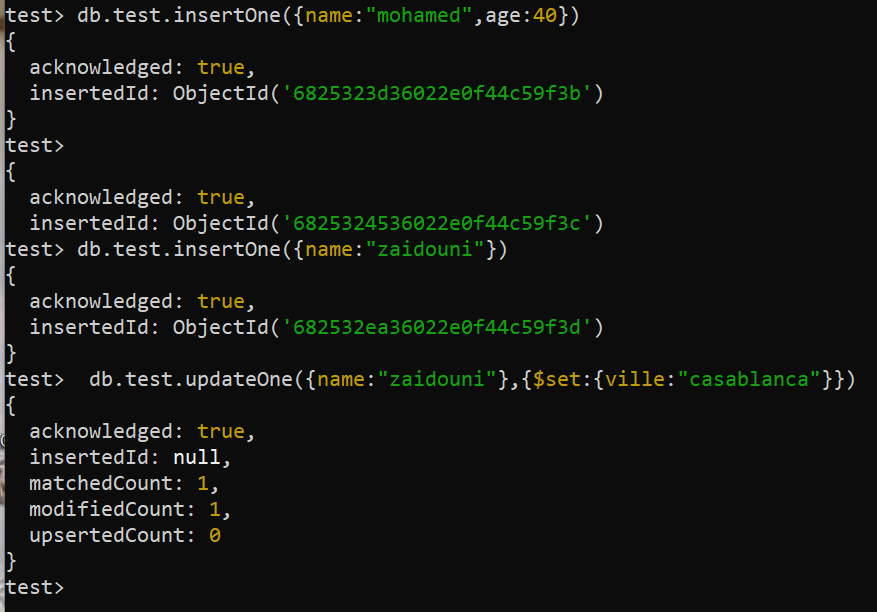 test> db.test.insertOne({name:"mohamed",age:40})
{
  acknowledged: true,
  insertedId: ObjectId('6825323d36022e0f44c59f3b')
}
test>
{
  acknowledged: true,
  insertedId: ObjectId('6825324536022e0f44c59f3c')
test> db.test.insertOne({name:"zaidouni"})
{
  acknowledged: true,
  insertedId: ObjectId('682532ea36022e0f44c59f3d')
}
test>  db.test.updateOne({name:"zaidouni"},{$set:{ville:"casablanca"}})
{
  acknowledged: true,
  insertedId: null,
  matchedCount: 1,
  modifiedCount: 1,
  upsertedCount: 0
}
test>